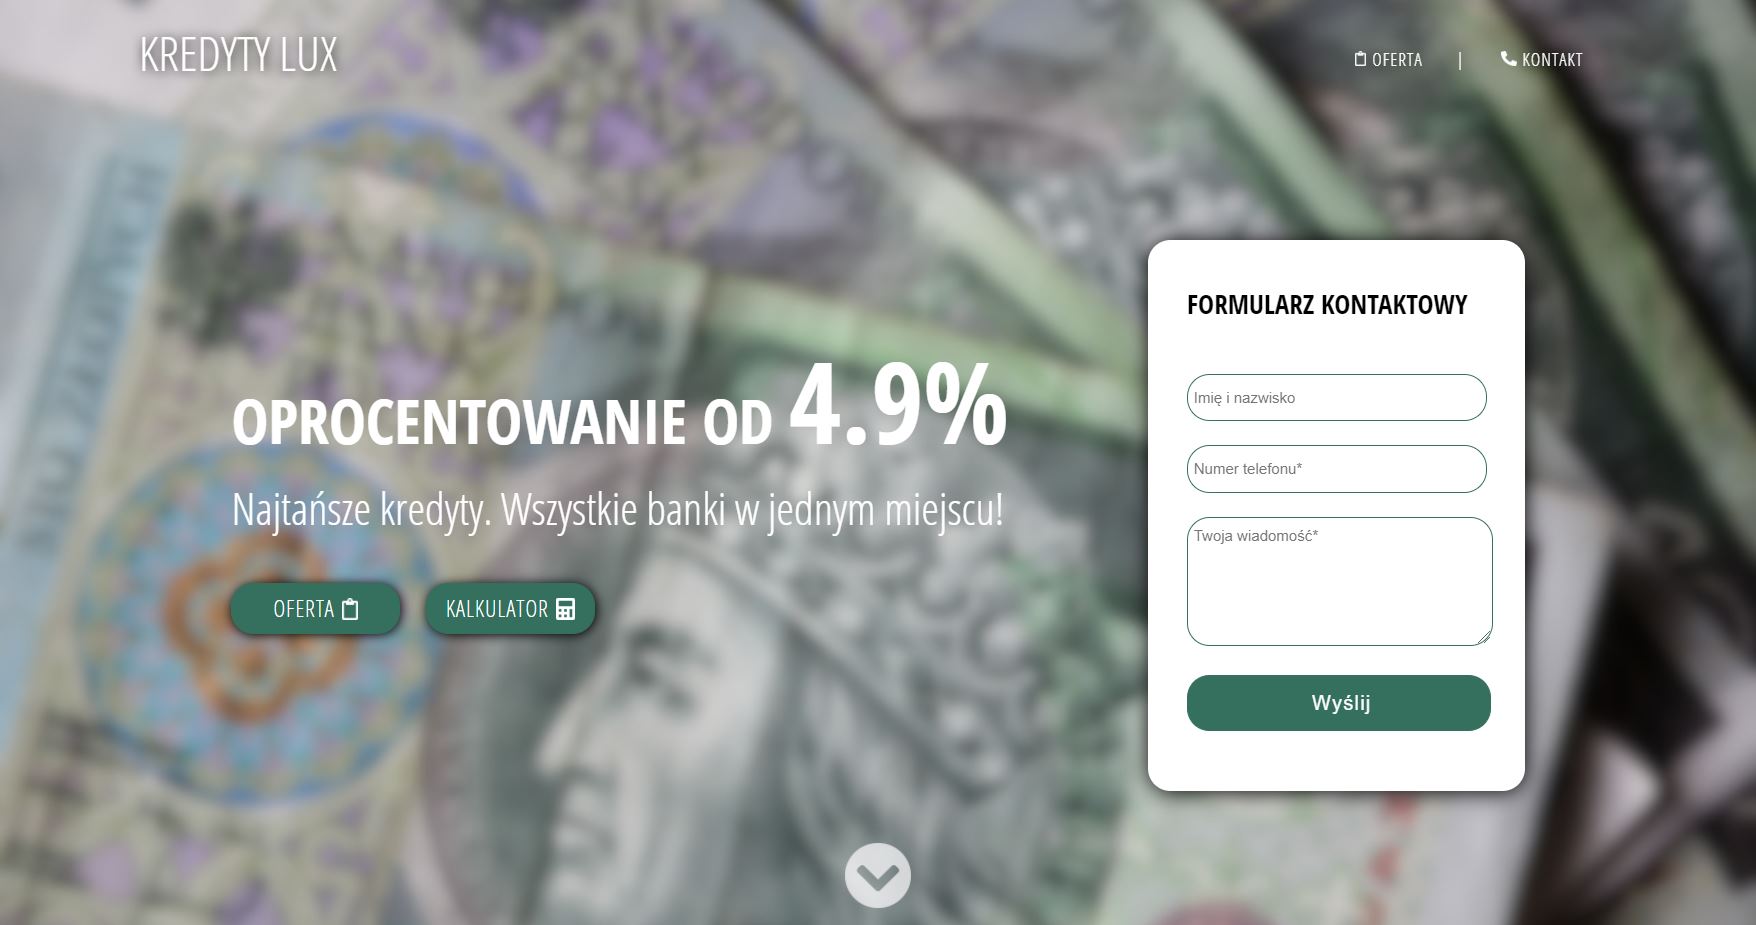 KREDYTY LUX
OFERTA | KONTAKT
OPROCENTOWANIE OD 4.9%
Najtańsze kredyty. Wszystkie banki w jednym miejscu!
OFERTA
KALKULATOR
FORMULARZ KONTAKTOWY
Imię i nazwisko
Numer telefonu*
Twoja wiadomość*
Wyślij